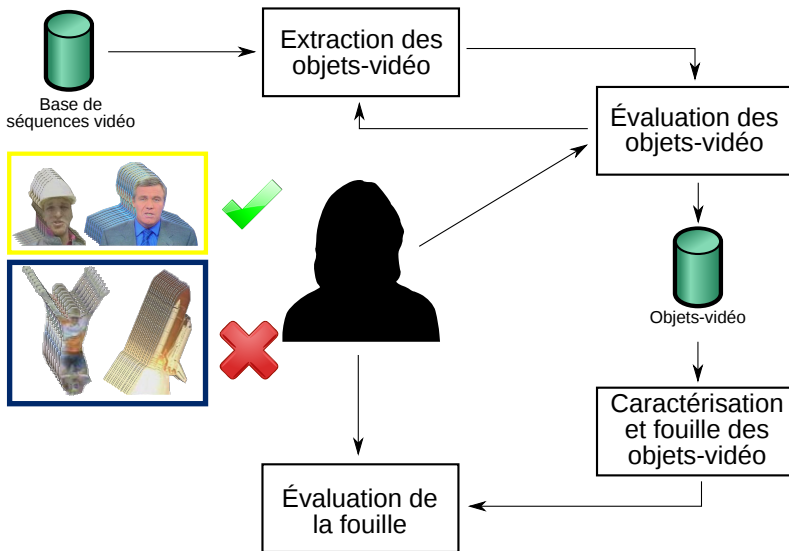 Extraction des
objets-vidéo
Base de
séquences vidéo
Évaluation des
objets-vidéo
Objets-vidéo
Caractérisation
et fouille des
objets-vidéo
Évaluation de
la fouille